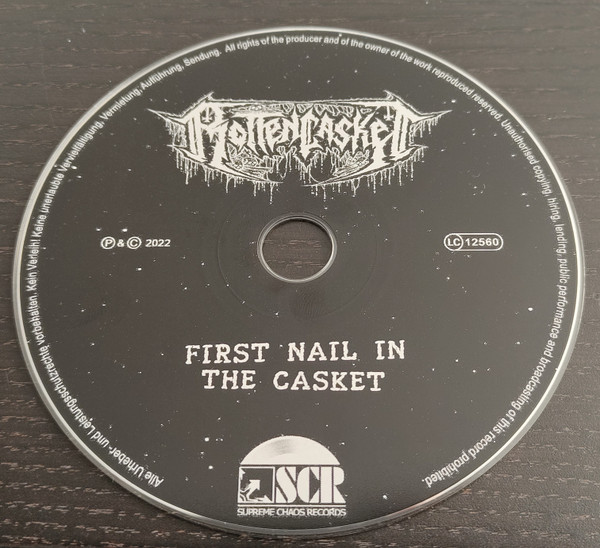 Alle Urheber- und Leistungsschutzrechte vorbehalten. Kein Verleih! Keine unerlaubte Vervielfältigung, Vermietung, Aufführung, Sendung. All rights of the producer and of the owner of the work reproduced reserved. Unauthorised copying, hiring, lending, public performance and broadcasting of this record prohibited.
ROTTEN CASKET
Ⓟ & © 2022
LC 12560
FIRST NAIL IN
THE CASKET
SCR
SUPREME CHAOS RECORDS